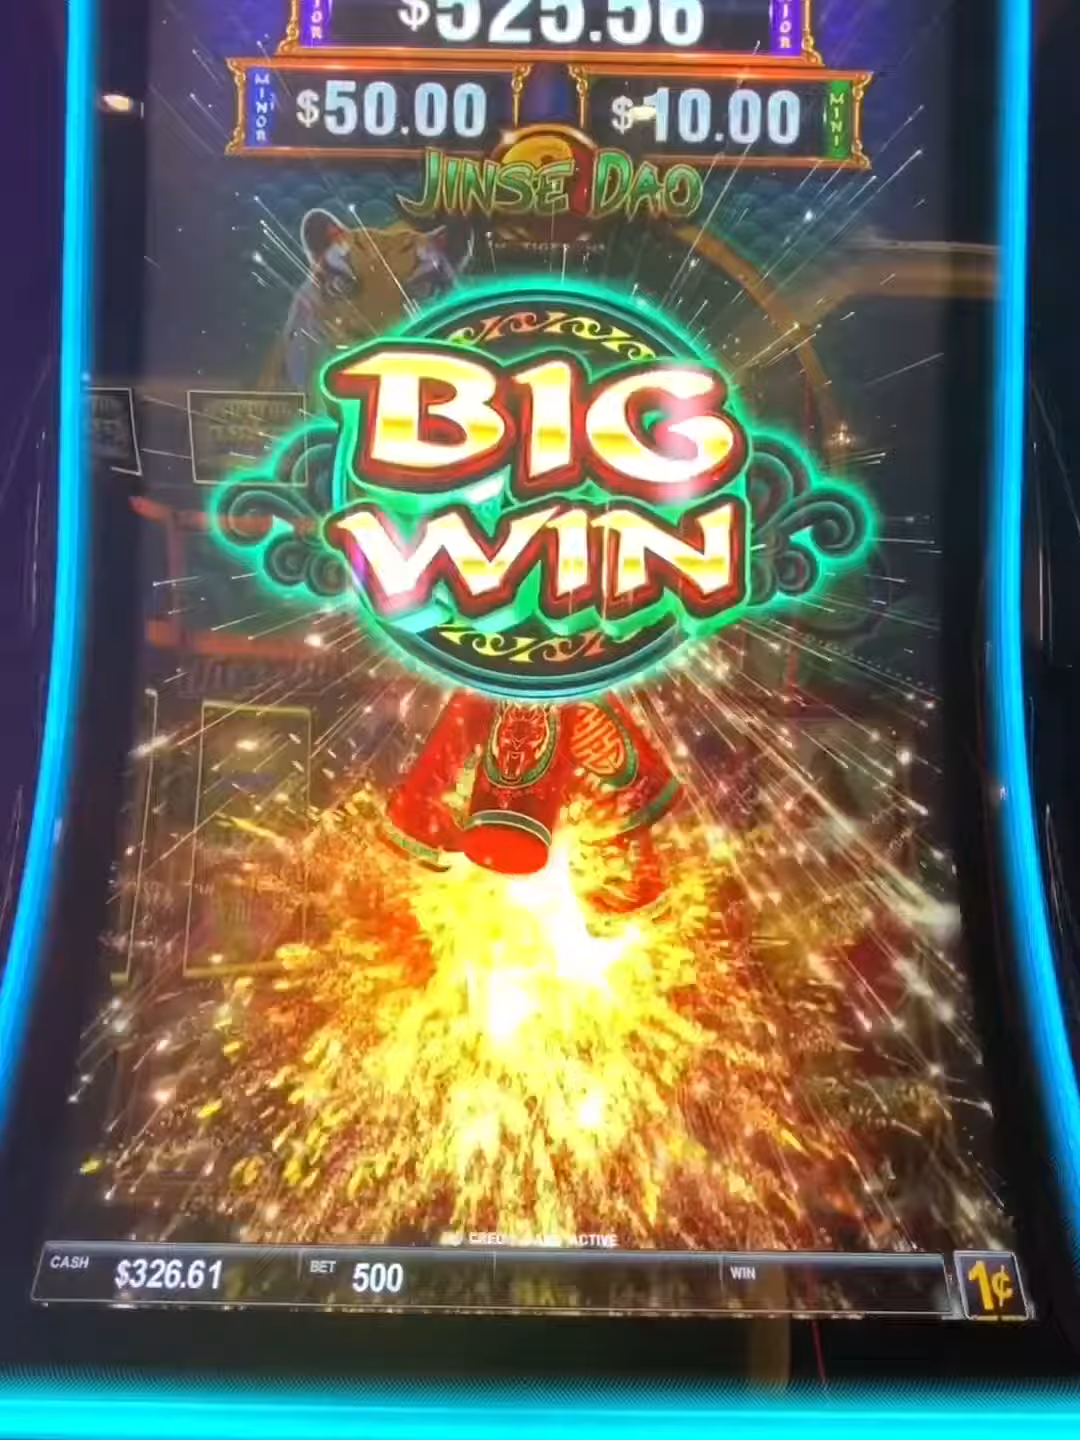 $525.56
MINOR
$50.00
$10.00
MINI
JINSE DAO
BIG
WIN
ACTIVE
CASH
$326.61
BET
500
WIN
1¢